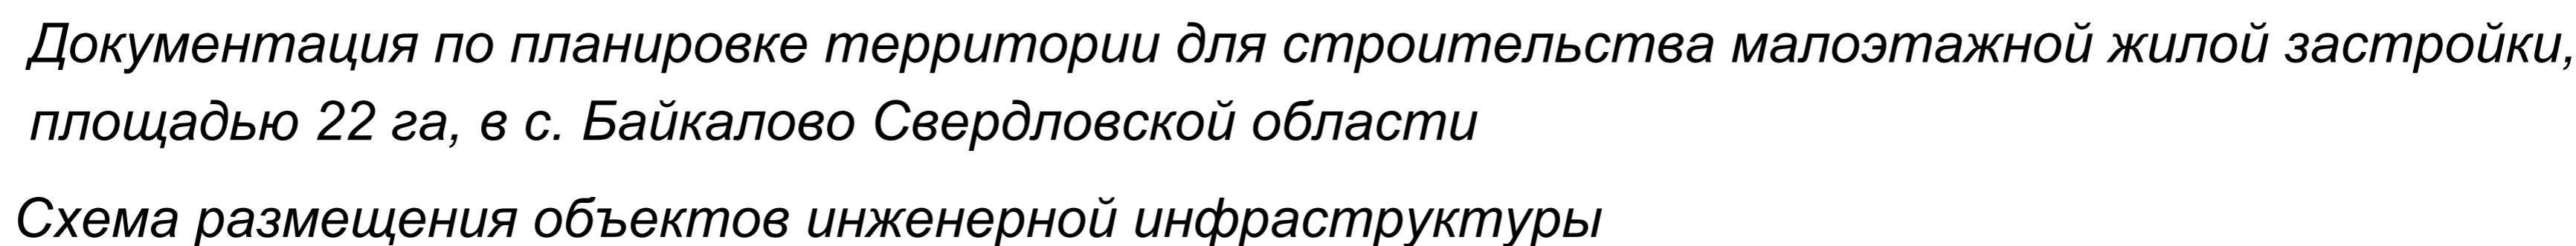 Документация по планировке территории для строительства малоэтажной жилой застройки,
площадью 22 га, в с. Байкалово Свердловской области
Схема размещения объектов инженерной инфраструктуры